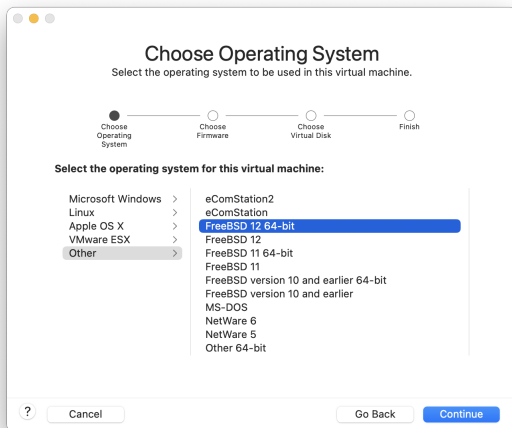 Choose Operating System
Select the operating system to be used in this virtual machine.
Choose
Operating
System
Choose
Firmware
Choose
Virtual Disk
Finish
Select the operating system for this virtual machine:
Microsoft Windows
Linux
Apple OS X
VMware ESX
Other
eComStation2
eComStation
FreeBSD 12 64-bit
FreeBSD 12
FreeBSD 11 64-bit
FreeBSD 11
FreeBSD version 10 and earlier 64-bit
FreeBSD version 10 and earlier
MS-DOS
NetWare 6
NetWare 5
Other 64-bit
?
Cancel
Go Back
Continue